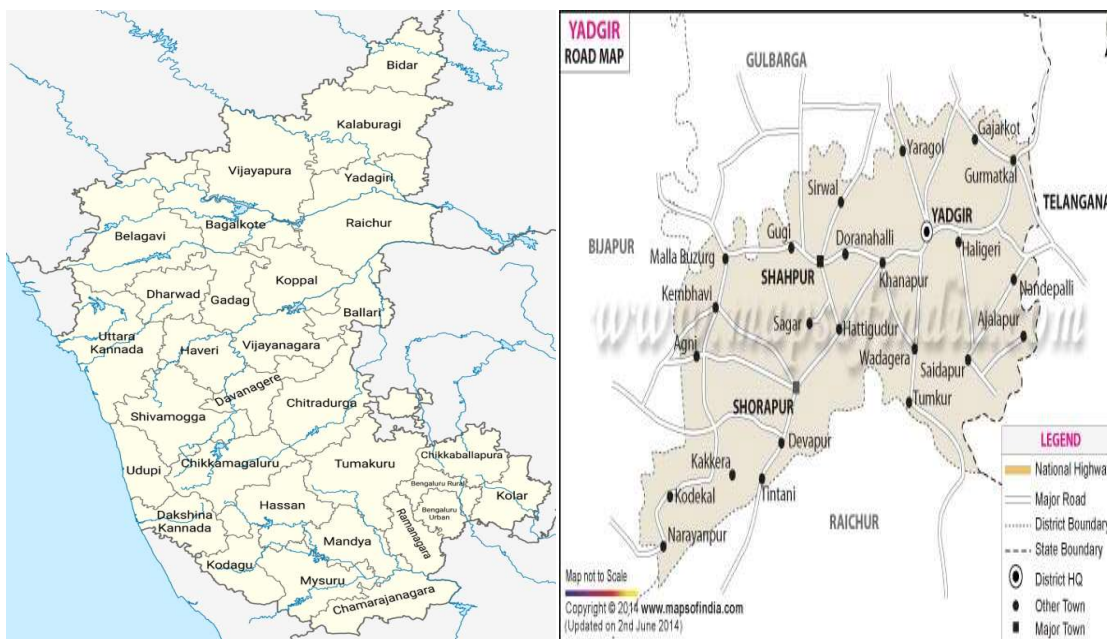 Bidar
Kalaburagi
Vijayapura
Yadagiri
Bagalkote
Raichur
Belagavi
Koppal
Dharwad
Gadag
Ballari
Uttara
Kannada
Haveri
Vijayanagara
Davanagere
Shivamogga
Chitradurga
Udupi
Chikkamagaluru
Tumakuru
Chikkaballapura
Bengaluru Rural
Kolar
Hassan
Bengaluru
Urban
Dakshina
Kannada
Ramanagara
Mandya
Kodagu
Mysuru
Chamarajanagara
YADGIR
ROAD MAP
GULBARGA
Gajarkot
Yaragol
Gurmatkal
Sirwal
TELANGANA
YADGIR
BIJAPUR
Gugi
Doranahalli
Haligeri
Malla Buzurg
SHAHPUR
Khanapur
Nandepalli
Kembhavi
Sagar
Hattigudur
Ajalapur
www.mapsofindia.com
Agni
Wadagera
Saidapur
SHORAPUR
Tumkur
Devapur
Kakkera
Kodekal
Tintani
RAICHUR
Narayanpur
LEGEND
National Highway
Major Road
District Boundary
State Boundary
District HQ
Other Town
Major Town
Map not to Scale
Copyright © 2014 www.mapsofindia.com
(Updated on 2nd June 2014)